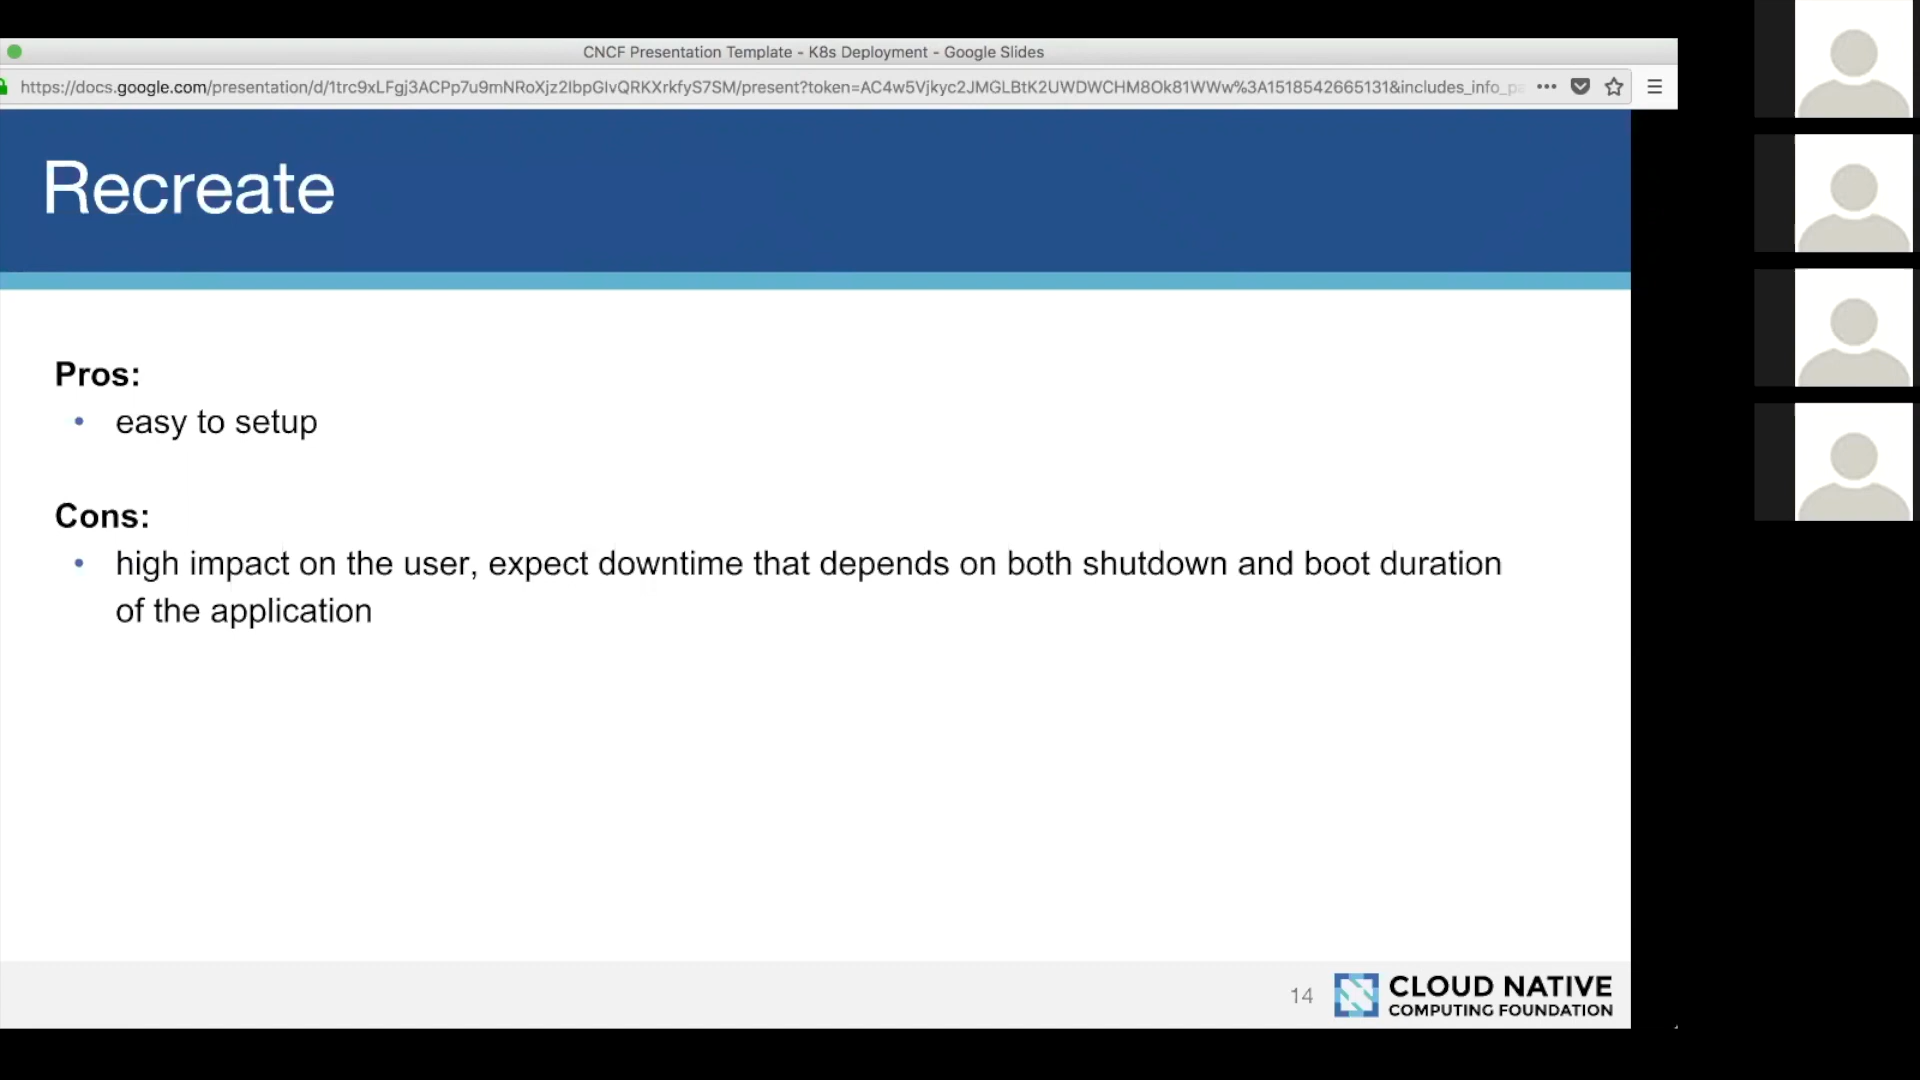 CNCF Presentation Template - K8s Deployment - Google Slides
https://docs.google.com/presentation/d/1trc9xLFgj3ACPp7u9mNRoXjz2IbpGIvQRKXrkfyS7SM/present?token=AC4w5Vjkyc2JMGLBtK2UWDWCHM8Ok81WWw%3A1518542665131&includes_info_pa
Recreate
Pros:
• easy to setup
Cons:
• high impact on the user, expect downtime that depends on both shutdown and boot duration
of the application
14
CLOUD NATIVE
COMPUTING FOUNDATION